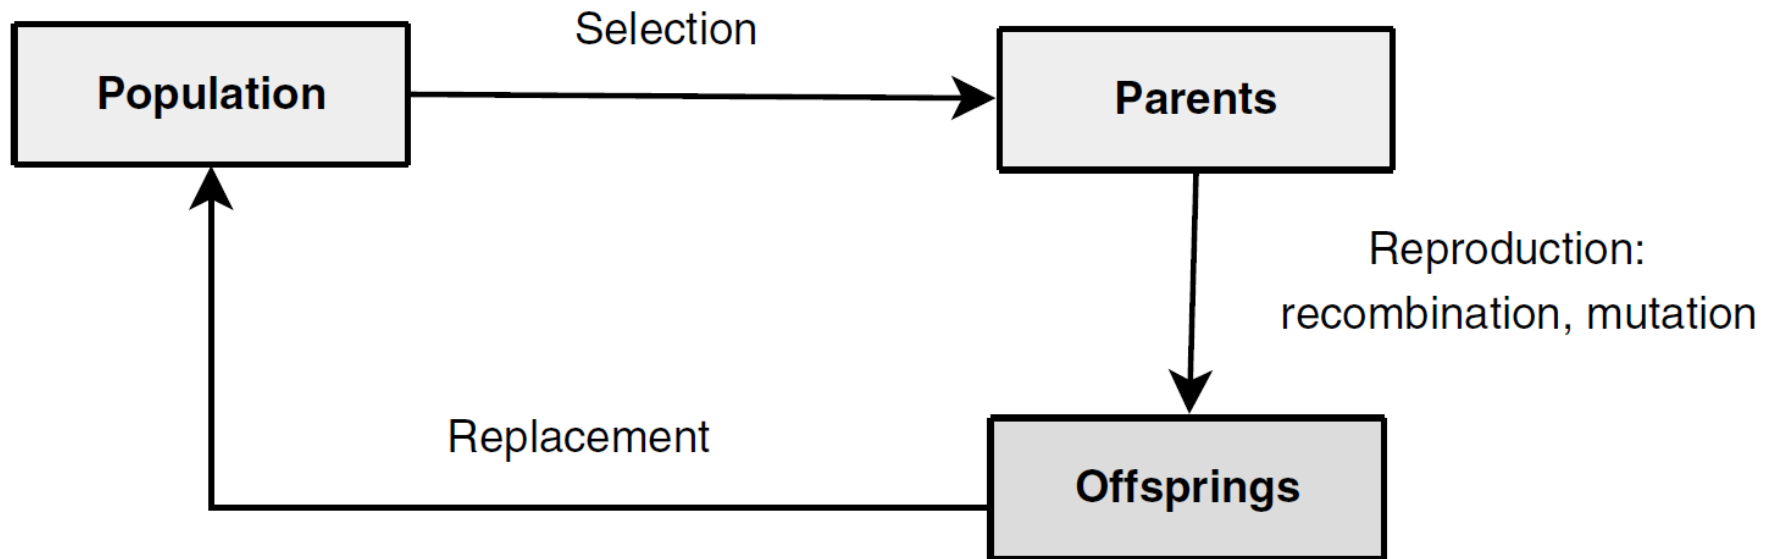 Selection
Population
Parents
Reproduction:
recombination, mutation
Replacement
Offsprings